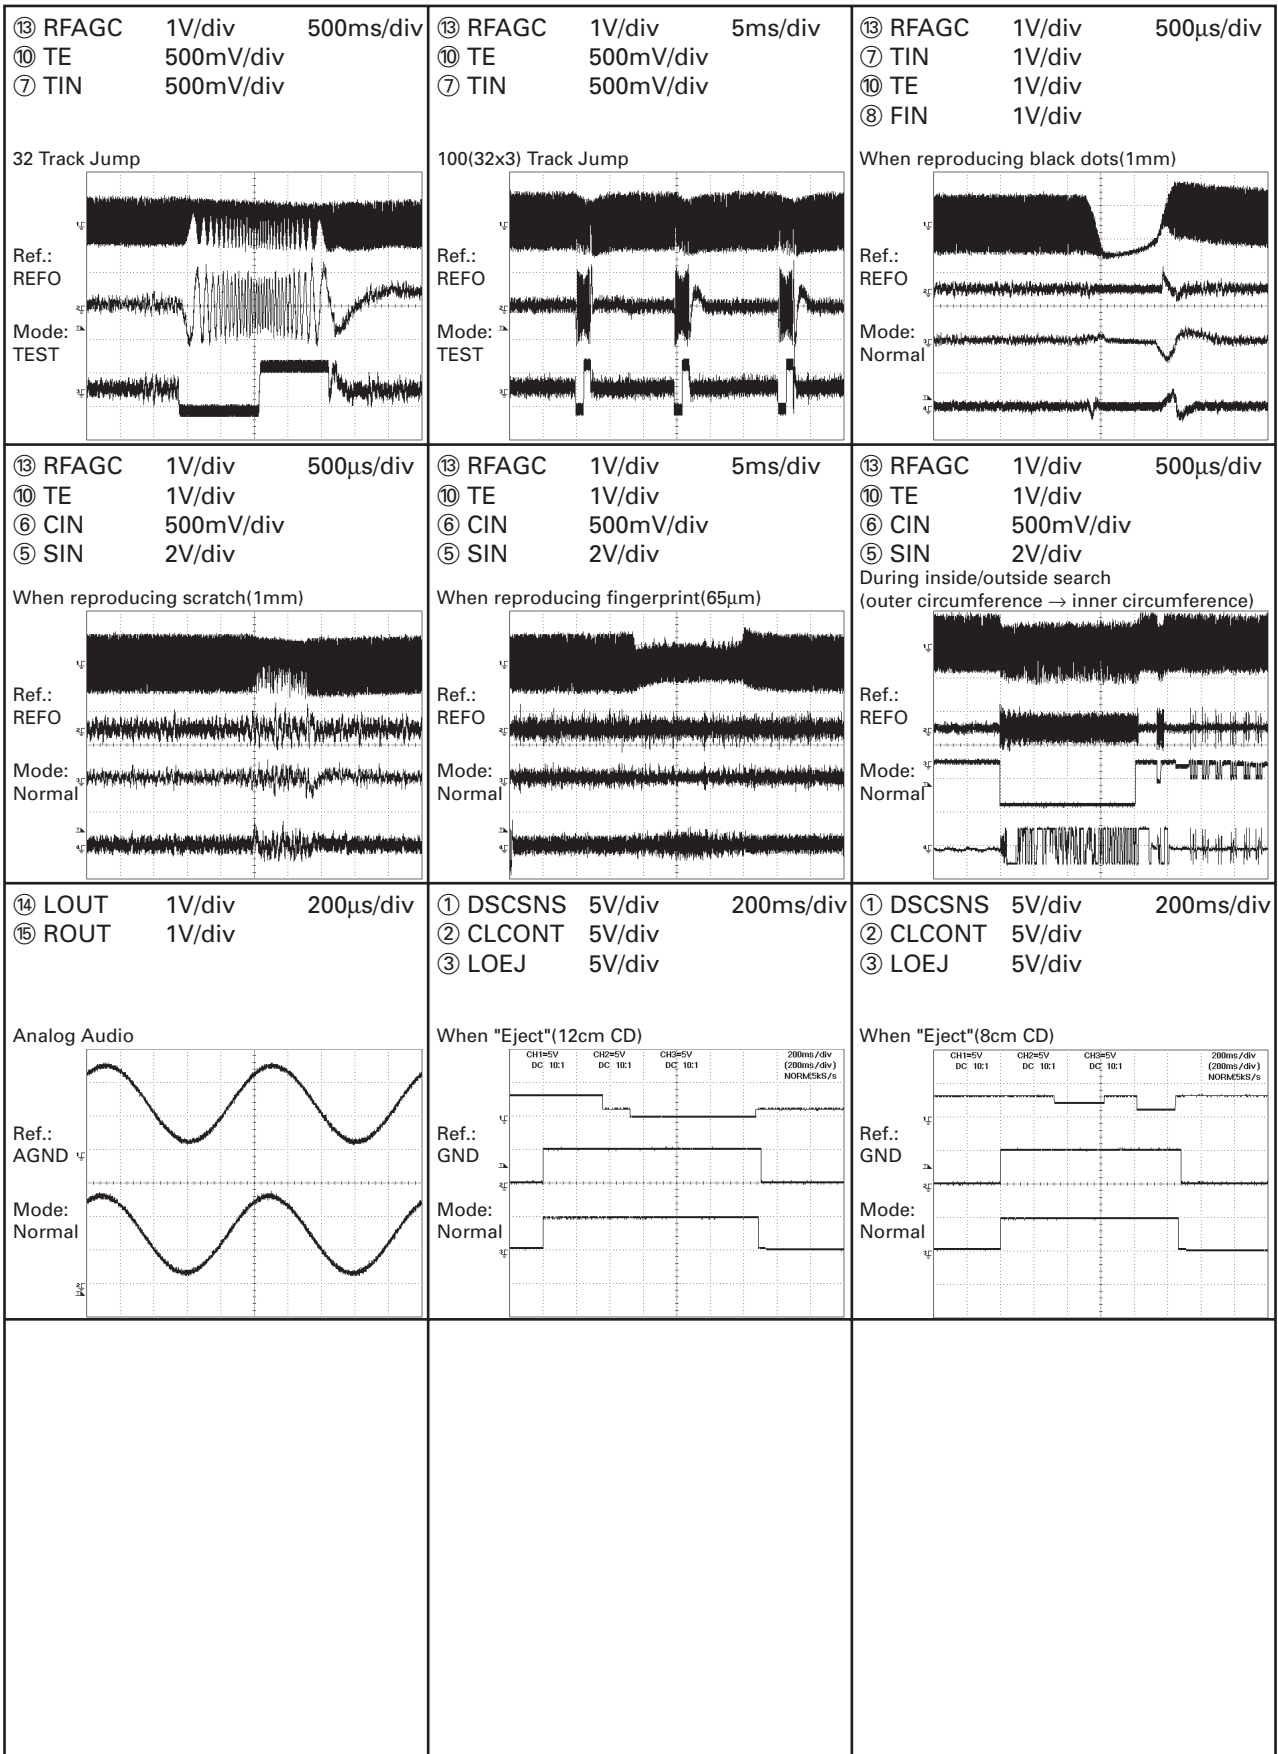 ⑬ RFAGC 1V/div 500ms/div
⑩ TE 500mV/div
⑦ TIN 500mV/div
32 Track Jump
Ref.:
REFO
Mode:
TEST
⑬ RFAGC 1V/div 5ms/div
⑩ TE 500mV/div
⑦ TIN 500mV/div
100(32x3) Track Jump
Ref.:
REFO
Mode:
TEST
⑬ RFAGC 1V/div 500µs/div
⑦ TIN 1V/div
⑩ TE 1V/div
⑧ FIN 1V/div
When reproducing black dots(1mm)
Ref.:
REFO
Mode:
Normal
⑬ RFAGC 1V/div 500µs/div
⑩ TE 1V/div
⑥ CIN 500mV/div
⑤ SIN 2V/div
When reproducing scratch(1mm)
Ref.:
REFO
Mode:
Normal
⑬ RFAGC 1V/div 5ms/div
⑩ TE 1V/div
⑥ CIN 500mV/div
⑤ SIN 2V/div
When reproducing fingerprint(65µm)
Ref.:
REFO
Mode:
Normal
⑬ RFAGC 1V/div 500µs/div
⑩ TE 1V/div
⑥ CIN 500mV/div
⑤ SIN 2V/div
During inside/outside search
(outer circumference → inner circumference)
Ref.:
REFO
Mode:
Normal
⑭ LOUT 1V/div 200µs/div
⑮ ROUT 1V/div
Analog Audio
Ref.:
AGND
Mode:
Normal
① DSCSNS 5V/div 200ms/div
② CLCONT 5V/div
③ LOEJ 5V/div
When "Eject"(12cm CD)
CH1=5V CH2=5V CH3=5V 200ms/div
DC 10:1 DC 10:1 DC 10:1 (200ms/div)
NORM:5kS/s
Ref.:
GND
Mode:
Normal
① DSCSNS 5V/div 200ms/div
② CLCONT 5V/div
③ LOEJ 5V/div
When "Eject"(8cm CD)
CH1=5V CH2=5V CH3=5V 200ms/div
DC 10:1 DC 10:1 DC 10:1 (200ms/div)
NORM:5kS/s
Ref.:
GND
Mode:
Normal